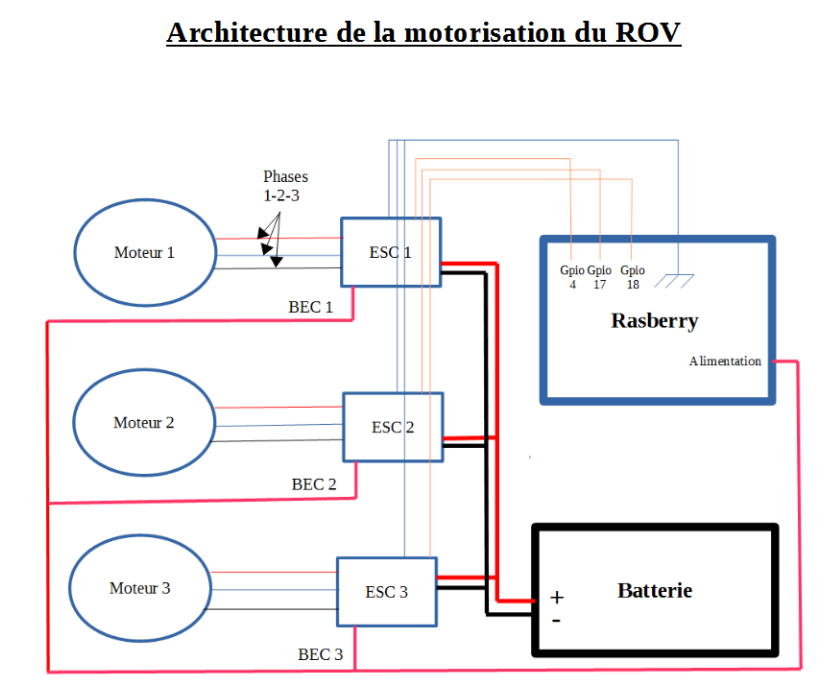 Architecture de la motorisation du ROV
Phases
1-2-3
Moteur 1
ESC 1
BEC 1
Gpio Gpio Gpio
4 17 18
Rasberry
Alimentation
Moteur 2
ESC 2
BEC 2
Moteur 3
ESC 3
BEC 3
Batterie
+
-